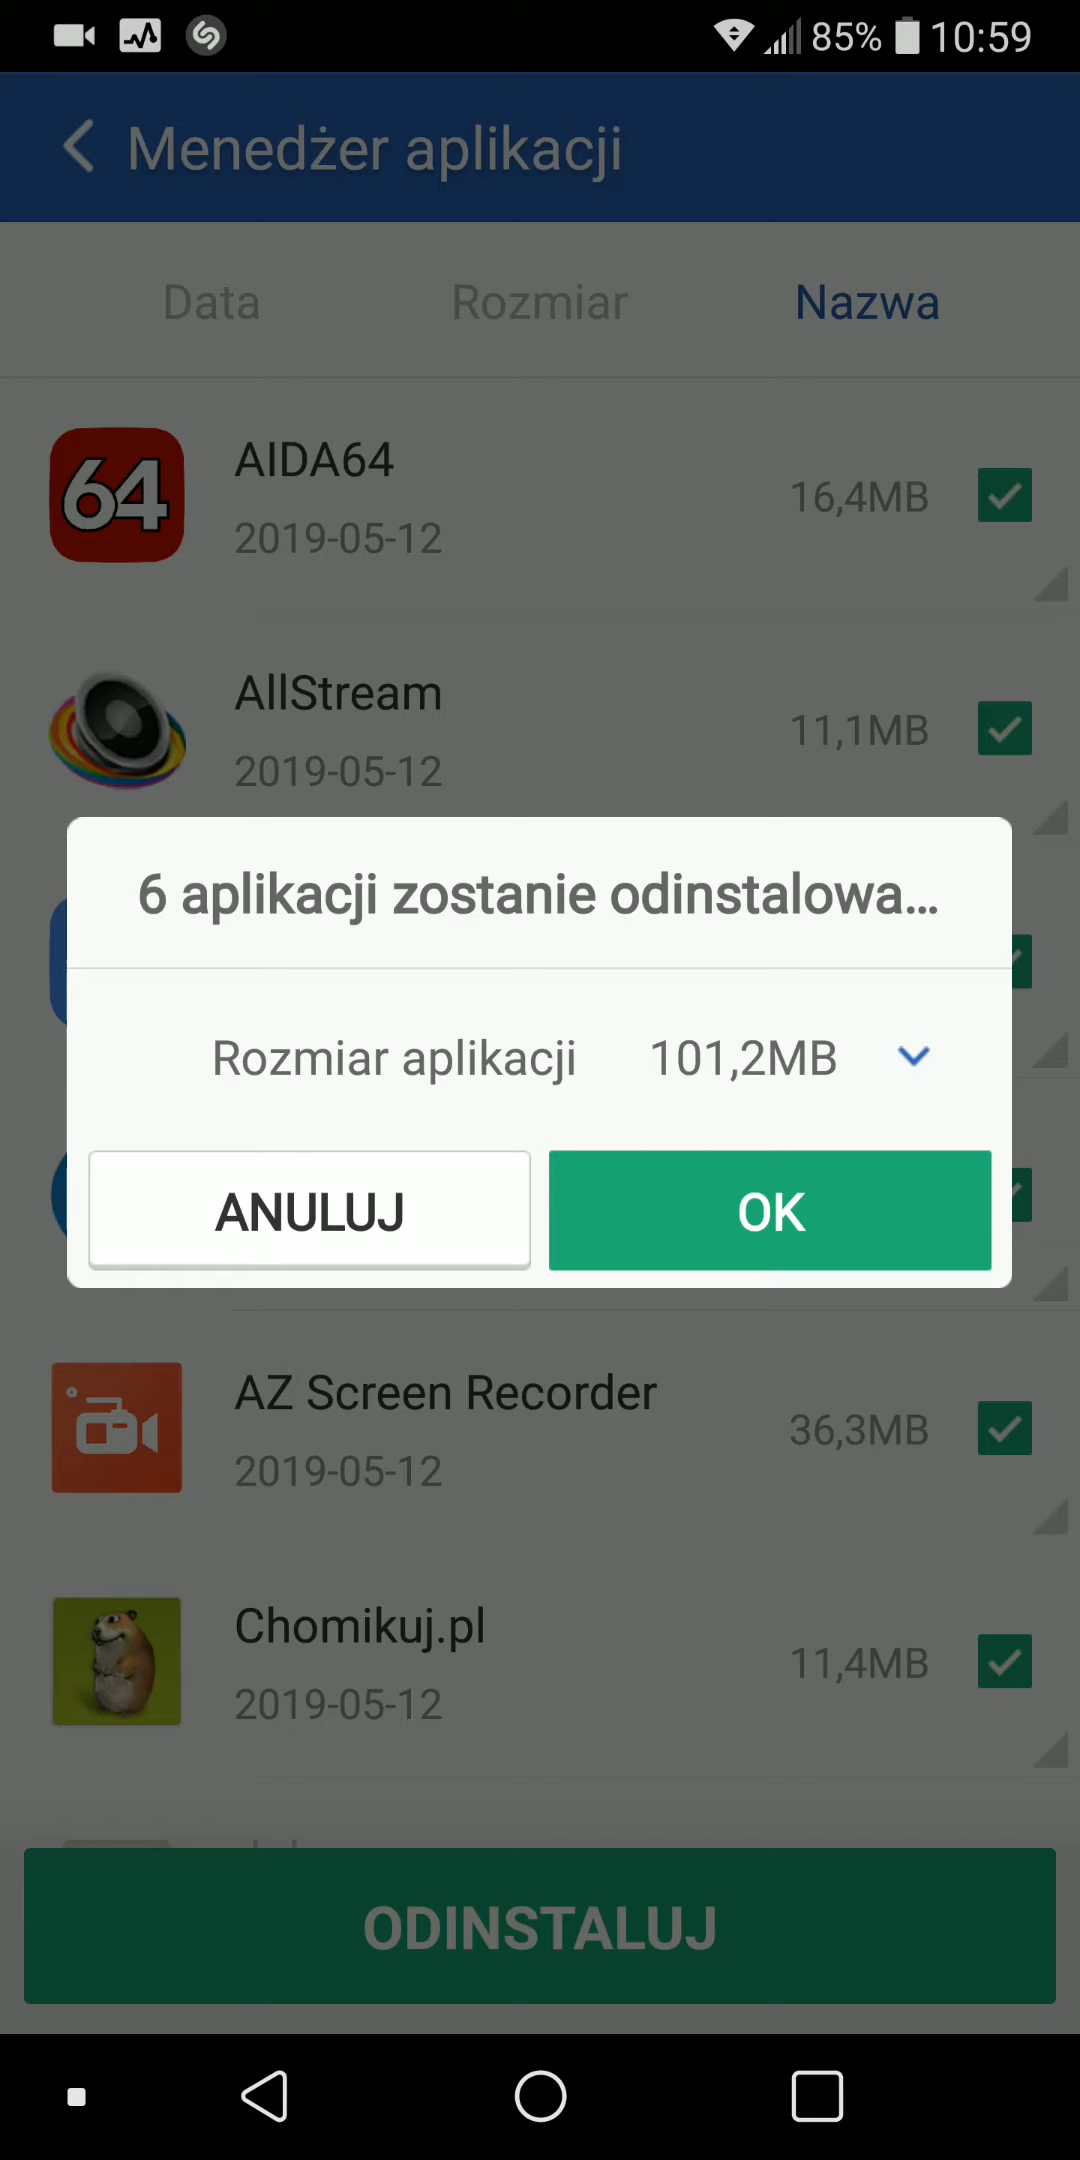 85% 10:59
Menedżer aplikacji
Data Rozmiar Nazwa
64
AIDA64
16,4MB
2019-05-12
AllStream
11,1MB
2019-05-12
6 aplikacji zostanie odinstalowa...
Rozmiar aplikacji 101,2MB
ANULUJ OK
AZ Screen Recorder
36,3MB
2019-05-12
Chomikuj.pl
11,4MB
2019-05-12
ODINSTALUJ